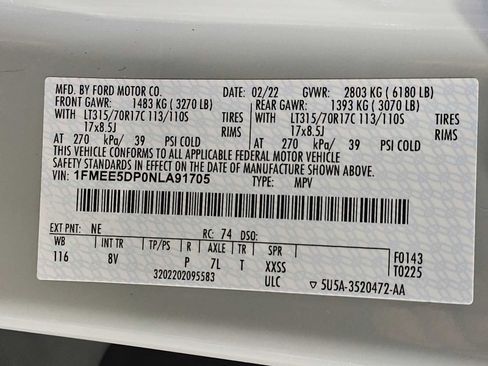 MFD. BY FORD MOTOR CO. DATE: 02/22 GVWR: 2803 KG (6180 LB)
FRONT GAWR: 1483 KG (3270 LB) REAR GAWR: 1393 KG (3070 LB)
WITH LT315/70R17C 113/110S TIRES WITH LT315/70R17C 113/110S TIRES
17x8.5J RIMS 17x8.5J RIMS
AT 270 kPa/ 39 PSI COLD AT 270 kPa/ 39 PSI COLD
THIS VEHICLE CONFORMS TO ALL APPLICABLE FEDERAL MOTOR VEHICLE
SAFETY STANDARDS IN EFFECT ON THE DATE OF MANUFACTURE SHOWN ABOVE.
VIN: 1FMEE5DP0NLA91705 TYPE: MPV
EXT PNT: NE RC: 74 DSO:
WB INT TR TP/PS R AXLE TR SPR F0143
116 8V P 7L T XXSS T0225
3202202095583 ULC ▽ 5U5A-3520472-AA